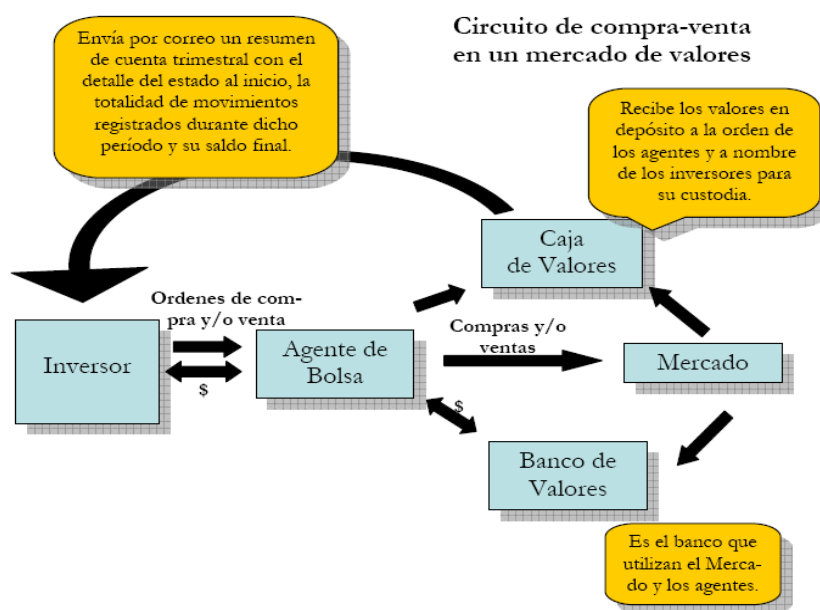 Circuito de compra-venta
en un mercado de valores
Envía por correo un resumen
de cuenta trimestral con el
detalle del estado al inicio, la
totalidad de movimientos
registrados durante dicho
período y su saldo final.
Recibe los valores en
depósito a la orden de
los agentes y a nombre
de los inversores para
su custodia.
Caja
de Valores
Ordenes de com-
pra y/o venta
Inversor
$
Agente de
Bolsa
Compras y/o
ventas
Mercado
$
Banco de
Valores
Es el banco que
utilizan el Merca-
do y los agentes.